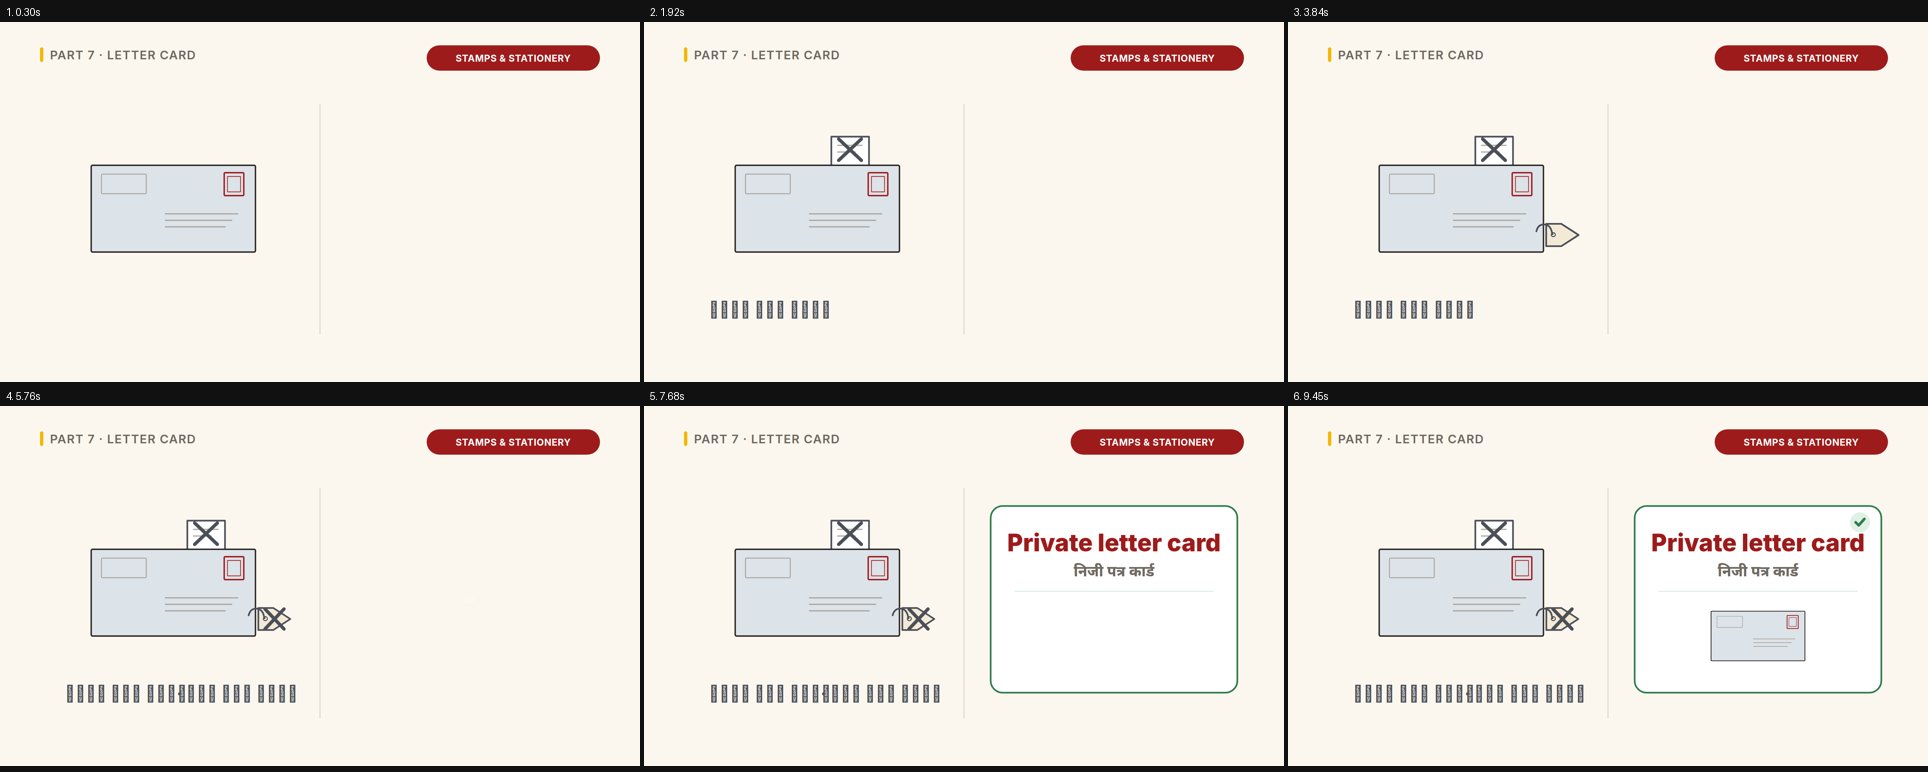 1. 0.30s
PART 7 · LETTER CARD
STAMPS & STATIONERY
2. 1.92s
PART 7 · LETTER CARD
STAMPS & STATIONERY
3. 3.84s
PART 7 · LETTER CARD
STAMPS & STATIONERY
4. 5.76s
PART 7 · LETTER CARD
STAMPS & STATIONERY
5. 7.68s
PART 7 · LETTER CARD
STAMPS & STATIONERY
Private letter card
निजी पत्र कार्ड
6. 9.45s
PART 7 · LETTER CARD
STAMPS & STATIONERY
Private letter card
निजी पत्र कार्ड